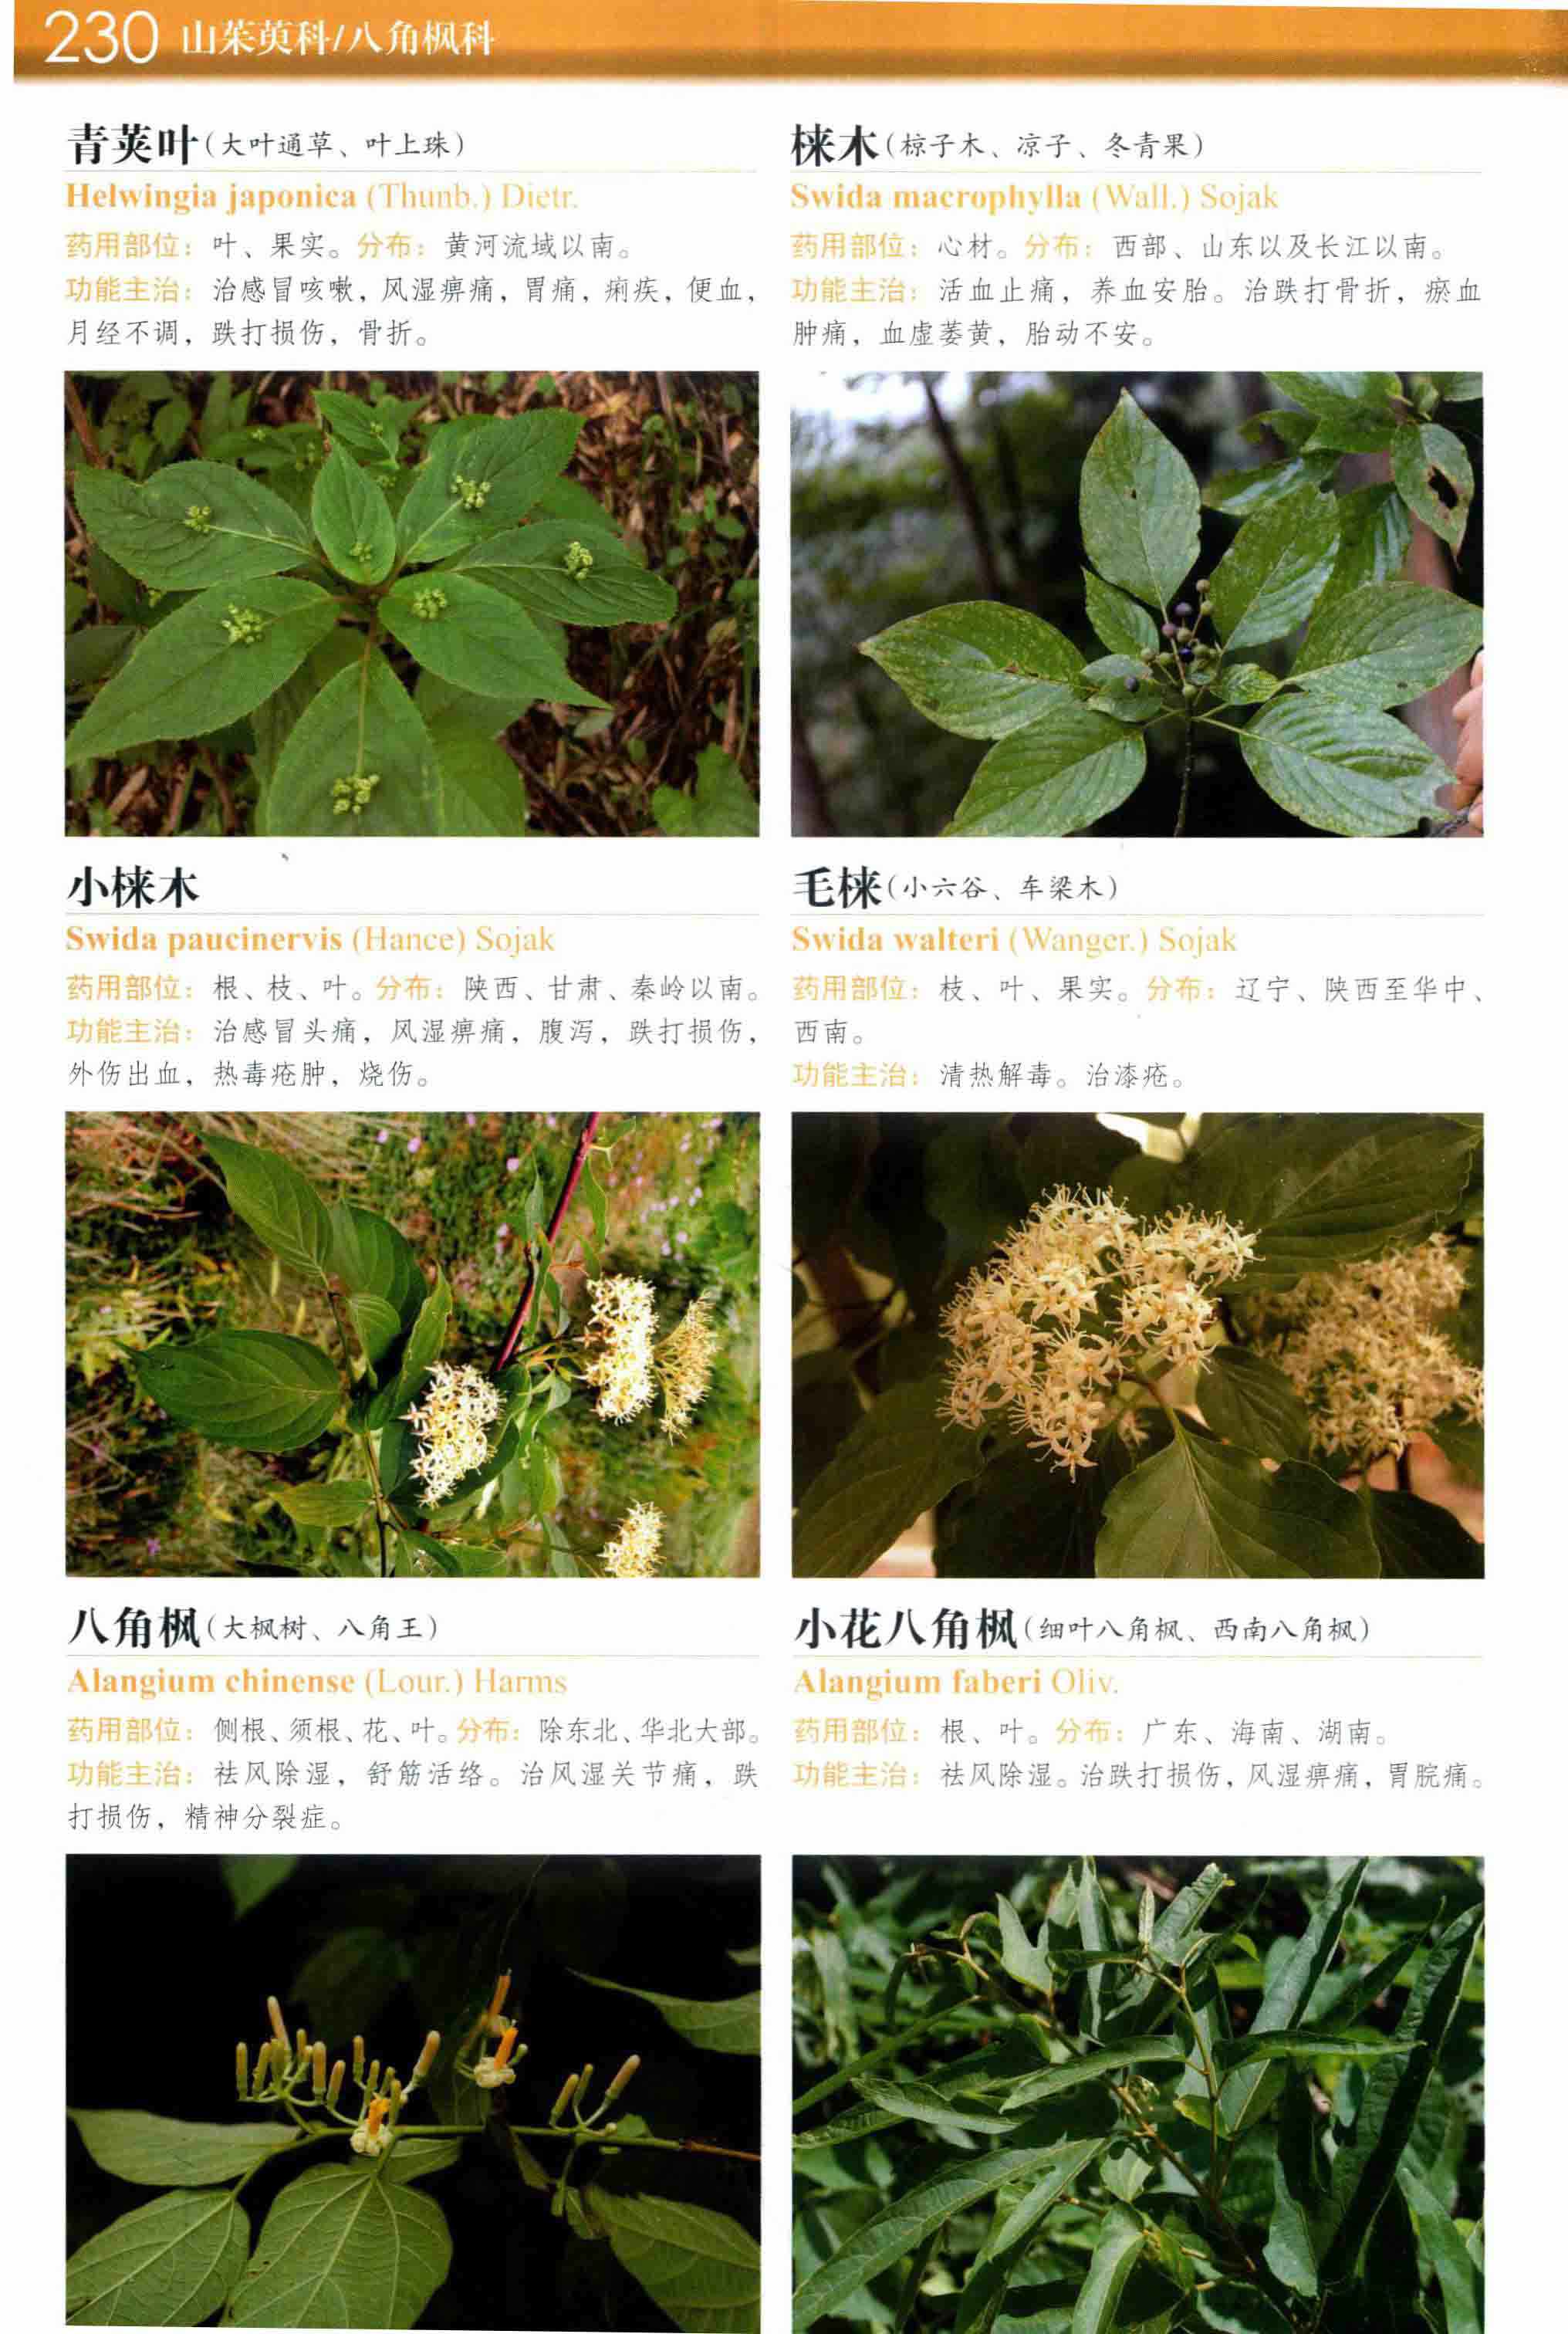 230 山茱萸科/八角枫科
青荚叶（大叶通草、叶上珠）
Helwingia japonica (Thunb.) Dietr.
药用部位：叶、果实。分布：黄河流域以南。
功能主治：治感冒咳嗽，风湿痹痛，胃痛，痢疾，便血，
月经不调，跌打损伤，骨折。
梾木（椋子木、凉子、冬青果）
Swida macrophylla (Wall.) Sojak
药用部位：心材。分布：西部、山东以及长江以南。
功能主治：活血止痛，养血安胎。治跌打骨折，瘀血
肿痛，血虚萎黄，胎动不安。
小梾木
Swida paucinervis (Hance) Sojak
药用部位：根、枝、叶。分布：陕西、甘肃、秦岭以南。
功能主治：治感冒头痛，风湿痹痛，腹泻，跌打损伤，
外伤出血，热毒疮肿，烧伤。
毛梾（小六谷、车梁木）
Swida walteri (Wanger.) Sojak
药用部位：枝、叶、果实。分布：辽宁、陕西至华中、
西南。
功能主治：清热解毒。治漆疮。
八角枫（大枫树、八角王）
Alangium chinense (Lour.) Harms
药用部位：侧根、须根、花、叶。分布：除东北、华北大部。
功能主治：祛风除湿，舒筋活络。治风湿关节痛，跌
打损伤，精神分裂症。
小花八角枫（细叶八角枫、西南八角枫）
Alangium faberi Oliv.
药用部位：根、叶。分布：广东、海南、湖南。
功能主治：祛风除湿。治跌打损伤，风湿痹痛，胃脘痛。